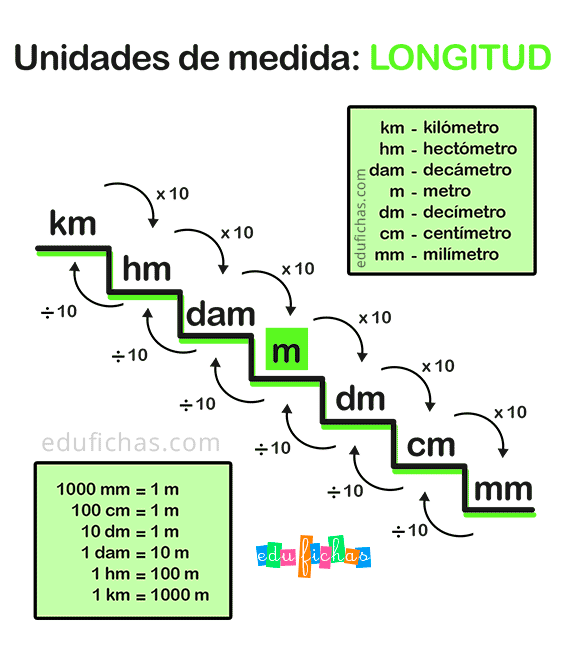 Unidades de medida: LONGITUD
km - kilómetro
hm - hectómetro
dam - decámetro
m - metro
dm - decímetro
cm - centímetro
mm - milímetro
edufichas.com
km
x 10
hm
x 10
÷ 10
dam
x 10
÷ 10
m
x 10
÷ 10
dm
x 10
÷ 10
cm
x 10
÷ 10
mm
÷ 10
edufichas.com
1000 mm = 1 m
100 cm = 1 m
10 dm = 1 m
1 dam = 10 m
1 hm = 100 m
1 km = 1000 m
edufichas